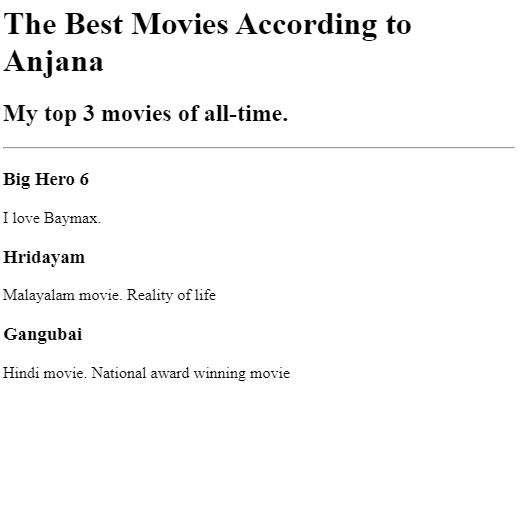 The Best Movies According to
Anjana
My top 3 movies of all-time.
Big Hero 6
I love Baymax.
Hridayam
Malayalam movie. Reality of life
Gangubai
Hindi movie. National award winning movie